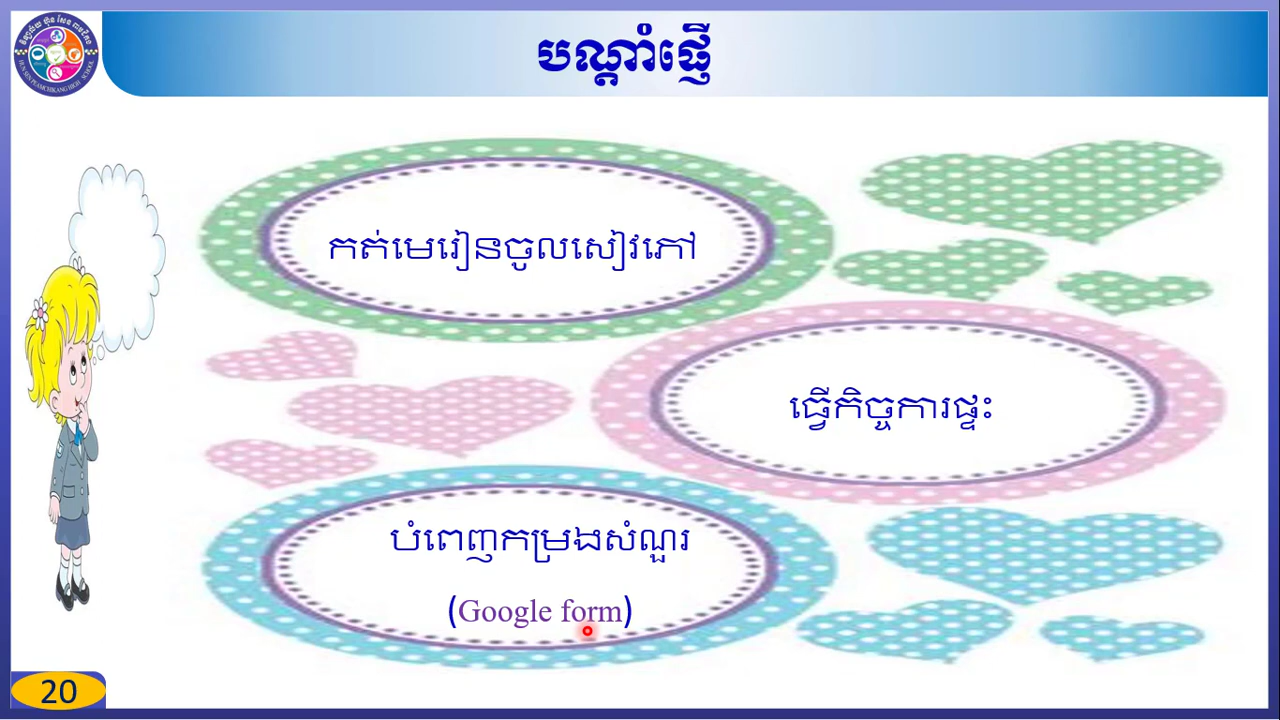 បណ្ដាំផ្ញើ
កត់មេរៀនចូលសៀវភៅ
ធ្វើកិច្ចការផ្ទះ
បំពេញកម្រងសំណួរ
(Google form)
20